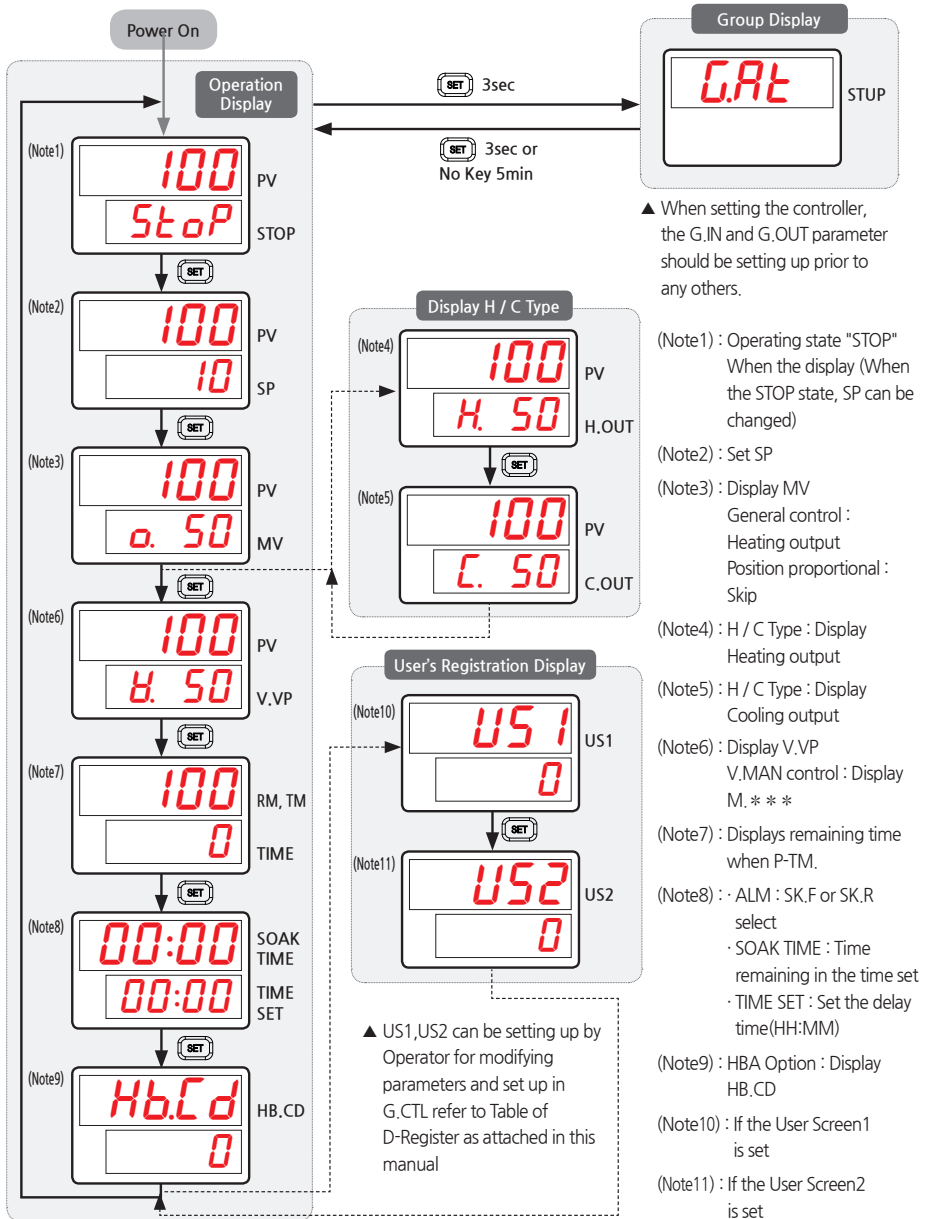 Power On
Operation
Display
(Note1)
100
PV
StoP
STOP
SET
(Note2)
100
PV
10
SP
SET
(Note3)
100
PV
o. 50
MV
SET
(Note6)
100
PV
V. 50
V.VP
SET
(Note7)
100
RM, TM
0
TIME
SET
(Note8)
00:00
SOAK
TIME
00:00
TIME
SET
SET
(Note9)
Hb.Cd
HB.CD
0
SET 3sec
SET 3sec or
No Key 5min
Group Display
G.At
STUP
▲ When setting the controller,
the G.IN and G.OUT parameter
should be setting up prior to
any others.
Display H / C Type
(Note4)
100
PV
H. 50
H.OUT
SET
(Note5)
100
PV
C. 50
C.OUT
User's Registration Display
(Note10)
US1
US1
0
SET
(Note11)
US2
US2
0
▲ US1,US2 can be setting up by
Operator for modifying
parameters and set up in
G.CTL refer to Table of
D-Register as attached in this
manual
(Note1) : Operating state "STOP"
When the display (When
the STOP state, SP can be
changed)
(Note2) : Set SP
(Note3) : Display MV
General control :
Heating output
Position proportional :
Skip
(Note4) : H / C Type : Display
Heating output
(Note5) : H / C Type : Display
Cooling output
(Note6) : Display V.VP
V.MAN control : Display
M.＊＊＊
(Note7) : Displays remaining time
when P-TM.
(Note8) : · ALM : SK.F or SK.R
select
· SOAK TIME : Time
remaining in the time set
· TIME SET : Set the delay
time(HH:MM)
(Note9) : HBA Option : Display
HB.CD
(Note10) : If the User Screen1
is set
(Note11) : If the User Screen2
is set